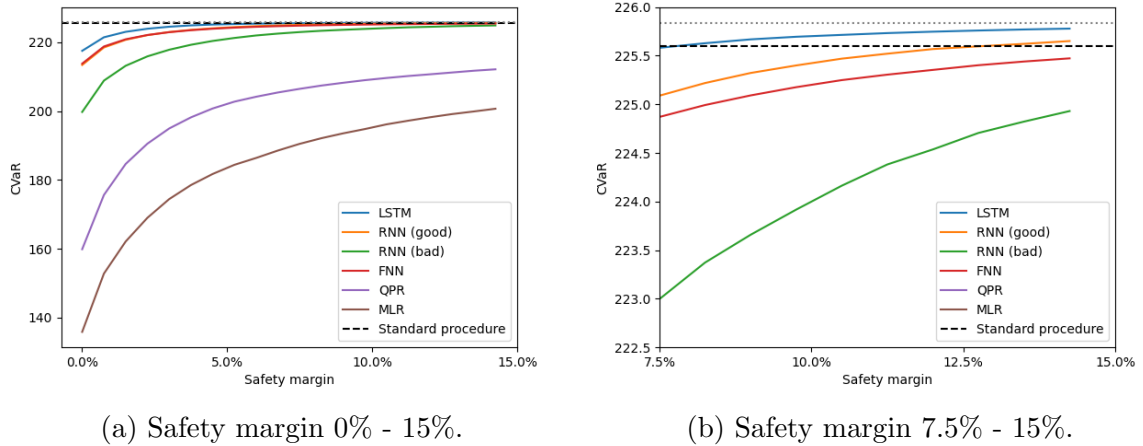 220
200
180
160
140
CVaR
LSTM
RNN (good)
RNN (bad)
FNN
QPR
MLR
Standard procedure
0.0% 5.0% 10.0% 15.0%
Safety margin
(a) Safety margin 0% - 15%.
226.0
225.5
225.0
224.5
224.0
223.5
223.0
222.5
CVaR
LSTM
RNN (good)
RNN (bad)
FNN
QPR
MLR
Standard procedure
7.5% 10.0% 12.5% 15.0%
Safety margin
(b) Safety margin 7.5% - 15%.